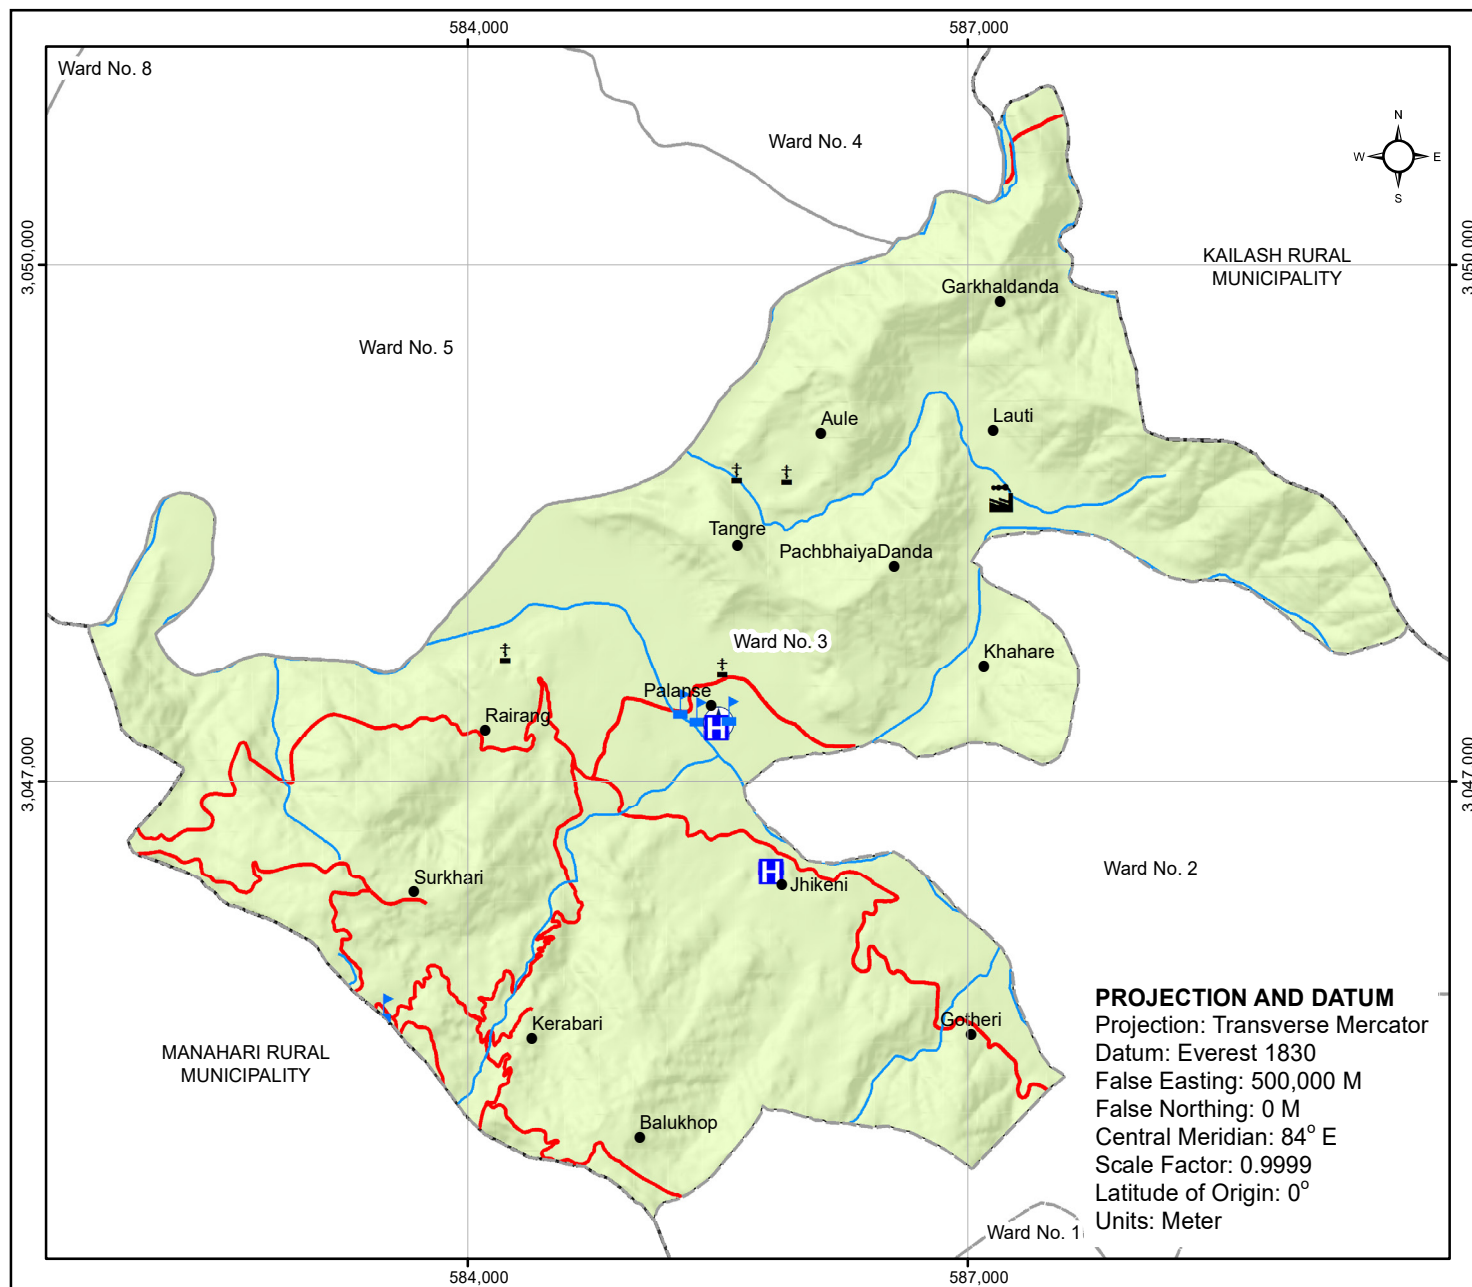 584,000
587,000
Ward No. 8
Ward No. 4
N
W
E
S
3,050,000
KAILASH RURAL
MUNICIPALITY
3,050,000
Garkhaldanda
Ward No. 5
Aule
Lauti
Tangre
PachbhaiyaDanda
Ward No. 3
Khahare
Palanse
H
Rairang
3,047,000
3,047,000
Ward No. 2
H
Jhikeni
Surkhari
PROJECTION AND DATUM
Projection: Transverse Mercator
Datum: Everest 1830
False Easting: 500,000 M
False Northing: 0 M
Central Meridian: 84° E
Scale Factor: 0.9999
Latitude of Origin: 0°
Units: Meter
Gotheri
Kerabari
MANAHARI RURAL
MUNICIPALITY
Balukhop
Ward No. 1
584,000
587,000